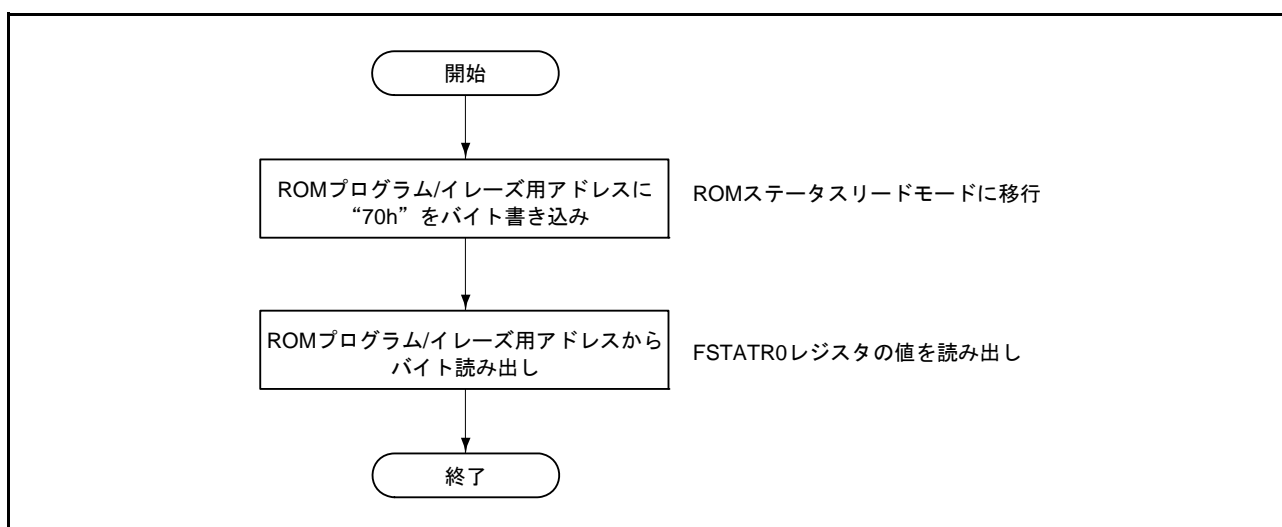 開始
ROMプログラム/イレーズ用アドレスに
“70h”をバイト書き込み
ROMステータスリードモードに移行
ROMプログラム/イレーズ用アドレスから
バイト読み出し
FSTATR0レジスタの値を読み出し
終了